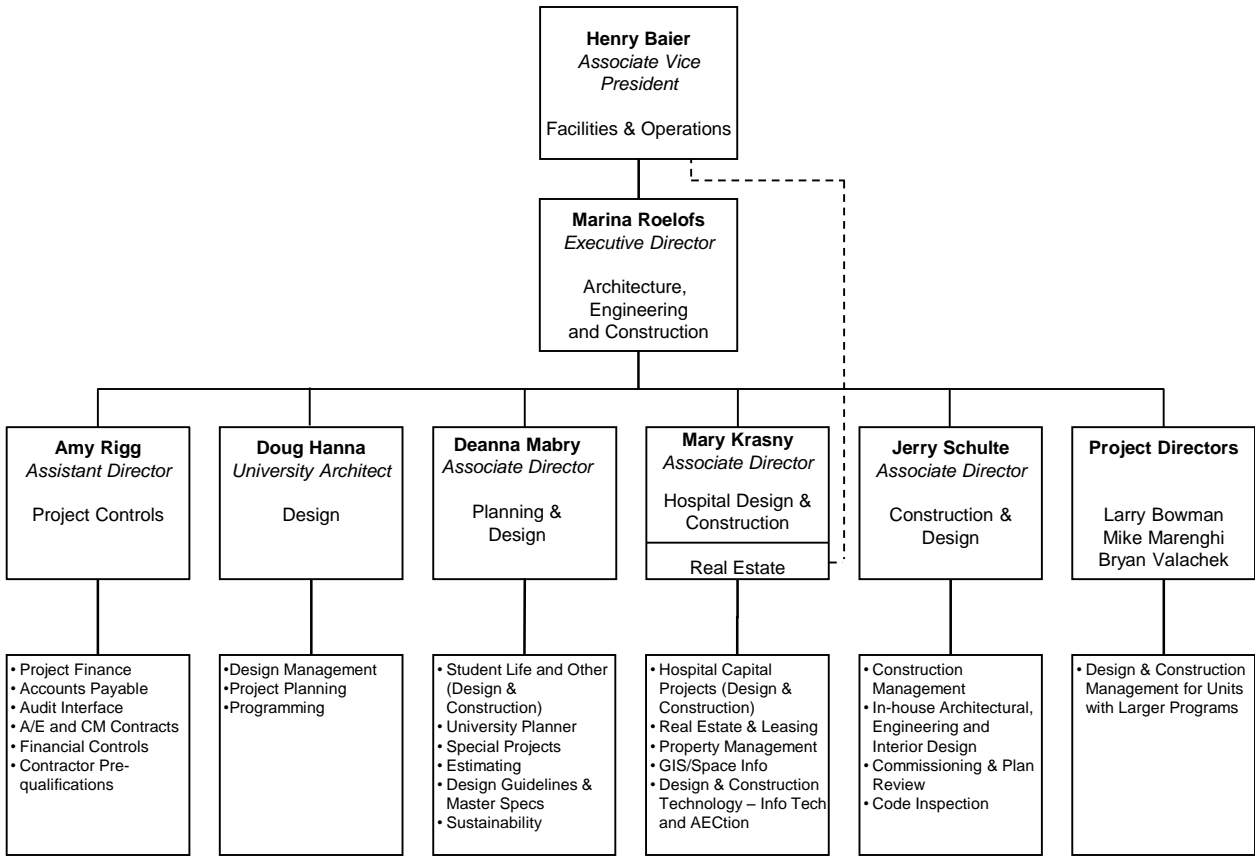 Henry Baier
Associate Vice
President
Facilities & Operations
Marina Roelofs
Executive Director
Architecture,
Engineering
and Construction
Amy Rigg
Assistant Director
Project Controls
Doug Hanna
University Architect
Design
Deanna Mabry
Associate Director
Planning &
Design
Mary Krasny
Associate Director
Hospital Design &
Construction
Real Estate
Jerry Schulte
Associate Director
Construction &
Design
Project Directors
Larry Bowman
Mike Marenghi
Bryan Valachek
• Project Finance
• Accounts Payable
• Audit Interface
• A/E and CM Contracts
• Financial Controls
• Contractor Pre-
qualifications
•Design Management
•Project Planning
•Programming
• Student Life and Other
(Design &
Construction)
• University Planner
• Special Projects
• Estimating
• Design Guidelines &
Master Specs
• Sustainability
• Hospital Capital
Projects (Design &
Construction)
• Real Estate & Leasing
• Property Management
• GIS/Space Info
• Design & Construction
Technology – Info Tech
and AECtion
• Construction
Management
• In-house Architectural,
Engineering and
Interior Design
• Commissioning & Plan
Review
• Code Inspection
• Design & Construction
Management for Units
with Larger Programs